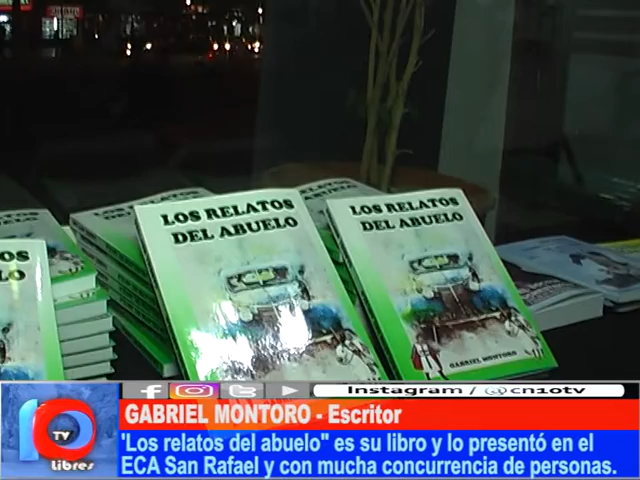 LOS RELATOS
DEL ABUELO
LOS RELATOS
DEL ABUELO
GABRIEL MONTORO
Instagram / @cn10tv
GABRIEL MONTORO - Escritor
'Los relatos del abuelo" es su libro y lo presentó en el
ECA San Rafael y con mucha concurrencia de personas.
10
TV
libres